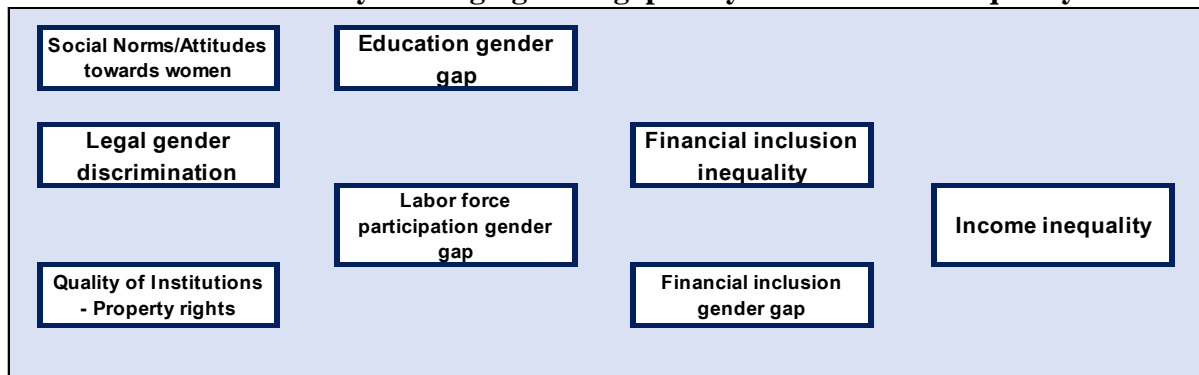 Social Norms/Attitudes
towards women
Education gender
gap
Legal gender
discrimination
Financial inclusion
inequality
Labor force
participation gender
gap
Income inequality
Quality of Institutions
- Property rights
Financial inclusion
gender gap